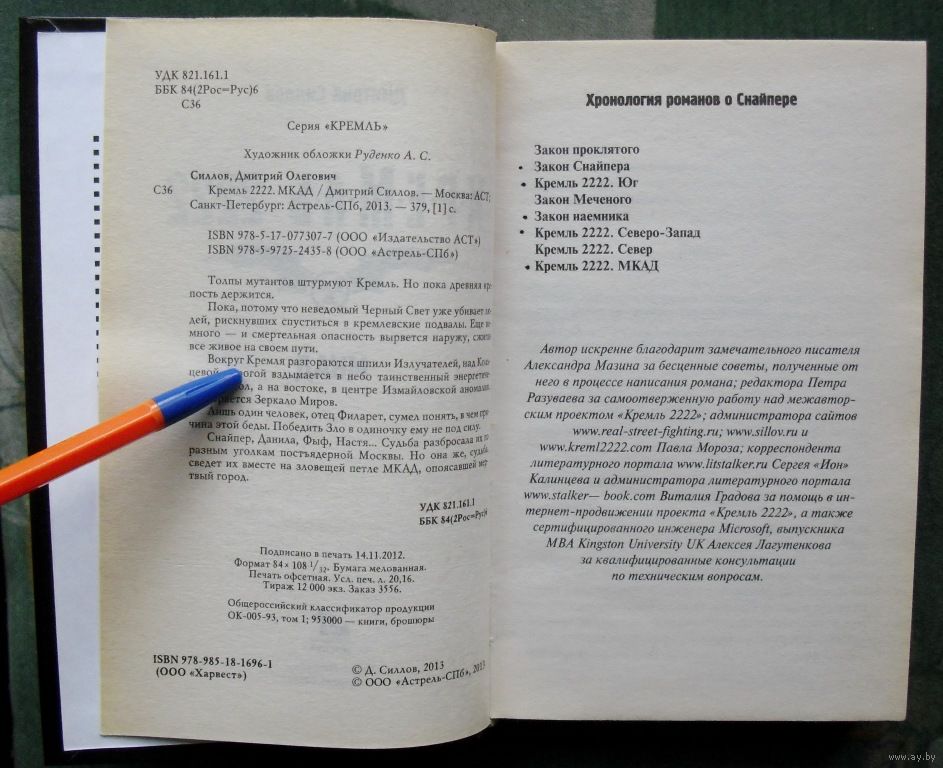 УДК 821.161.1
ББК 84(2Рос=Рус)6
С36
Серия «КРЕМЛЬ»
Художник обложки Руденко А. С.
Силлов, Дмитрий Олегович
С36 Кремль 2222. МКАД / Дмитрий Силлов. — Москва: АСТ;
Санкт-Петербург: Астрель-СПб, 2013. — 379, [1] с.
ISBN 978-5-17-077307-7 (ООО «Издательство АСТ»)
ISBN 978-5-9725-2435-8 (ООО «Астрель-СПб»)
Толпы мутантов штурмуют Кремль. Но пока древняя
пость держится.
Пока, потому что неведомый Черный Свет уже убивает
дей, рискнувших спуститься в кремлевские подвалы. Еще
много — и смертельная опасность вырвется наружу,
все живое на своем пути.
Вокруг Кремля разгораются шпили Излучателей, над
цевой вздымается в небо таинственный
а на востоке, в центре Измайловской
Зеркало Миров.
Лишь один человек, отец Филарет, сумел понять, в чем
чина этой беды. Победить Зло в одиночку ему не под силу.
Снайпер, Данила, Фыф, Настя... Судьба разбросала их по
разным уголкам постъядерной Москвы. Но она же, судьба,
сведет их вместе на зловещей петле МКАД, опоясавшей
твый город.
УДК 821.161.1
ББК 84(2Рос=Рус)6
Подписано в печать 14.11.2012.
Формат 84× 108 1/32. Бумага мелованная.
Печать офсетная. Усл. печ. л. 20,16.
Тираж 12 000 экз. Заказ 3556.
Общероссийский классификатор продукции
ОК-005-93, том 1; 953000 — книги, брошюры
ISBN 978-985-18-1696-1
(ООО «Харвест»)
© Д. Силлов, 2013
© ООО «Астрель-СПб», 2013
Хронология романов о Снайпере
Закон проклятого
• Закон Снайпера
• Кремль 2222. Юг
Закон Меченого
• Закон наемника
• Кремль 2222. Северо-Запад
Кремль 2222. Север
• Кремль 2222. МКАД
Автор искренне благодарит замечательного писателя
Александра Мазина за бесценные советы, полученные от
него в процессе написания романа; редактора Петра
Разуваева за самоотверженную работу над межавтор-
ским проектом «Кремль 2222»; администратора сайтов
www.real-street-fighting.ru; www.sillov.ru и
www.kreml2222.com Павла Мороза; корреспондента
литературного портала www.litstalker.ru Сергея «Ион»
Калинцева и администратора литературного портала
www.stalker— book.com Виталия Градова за помощь в ин-
тернет-продвижении проекта «Кремль 2222», а также
сертифицированного инженера Microsoft, выпускника
MBA Kingston University UK Алексея Лагутенкова
за квалифицированные консультации
по техническим вопросам.
www.ay.by